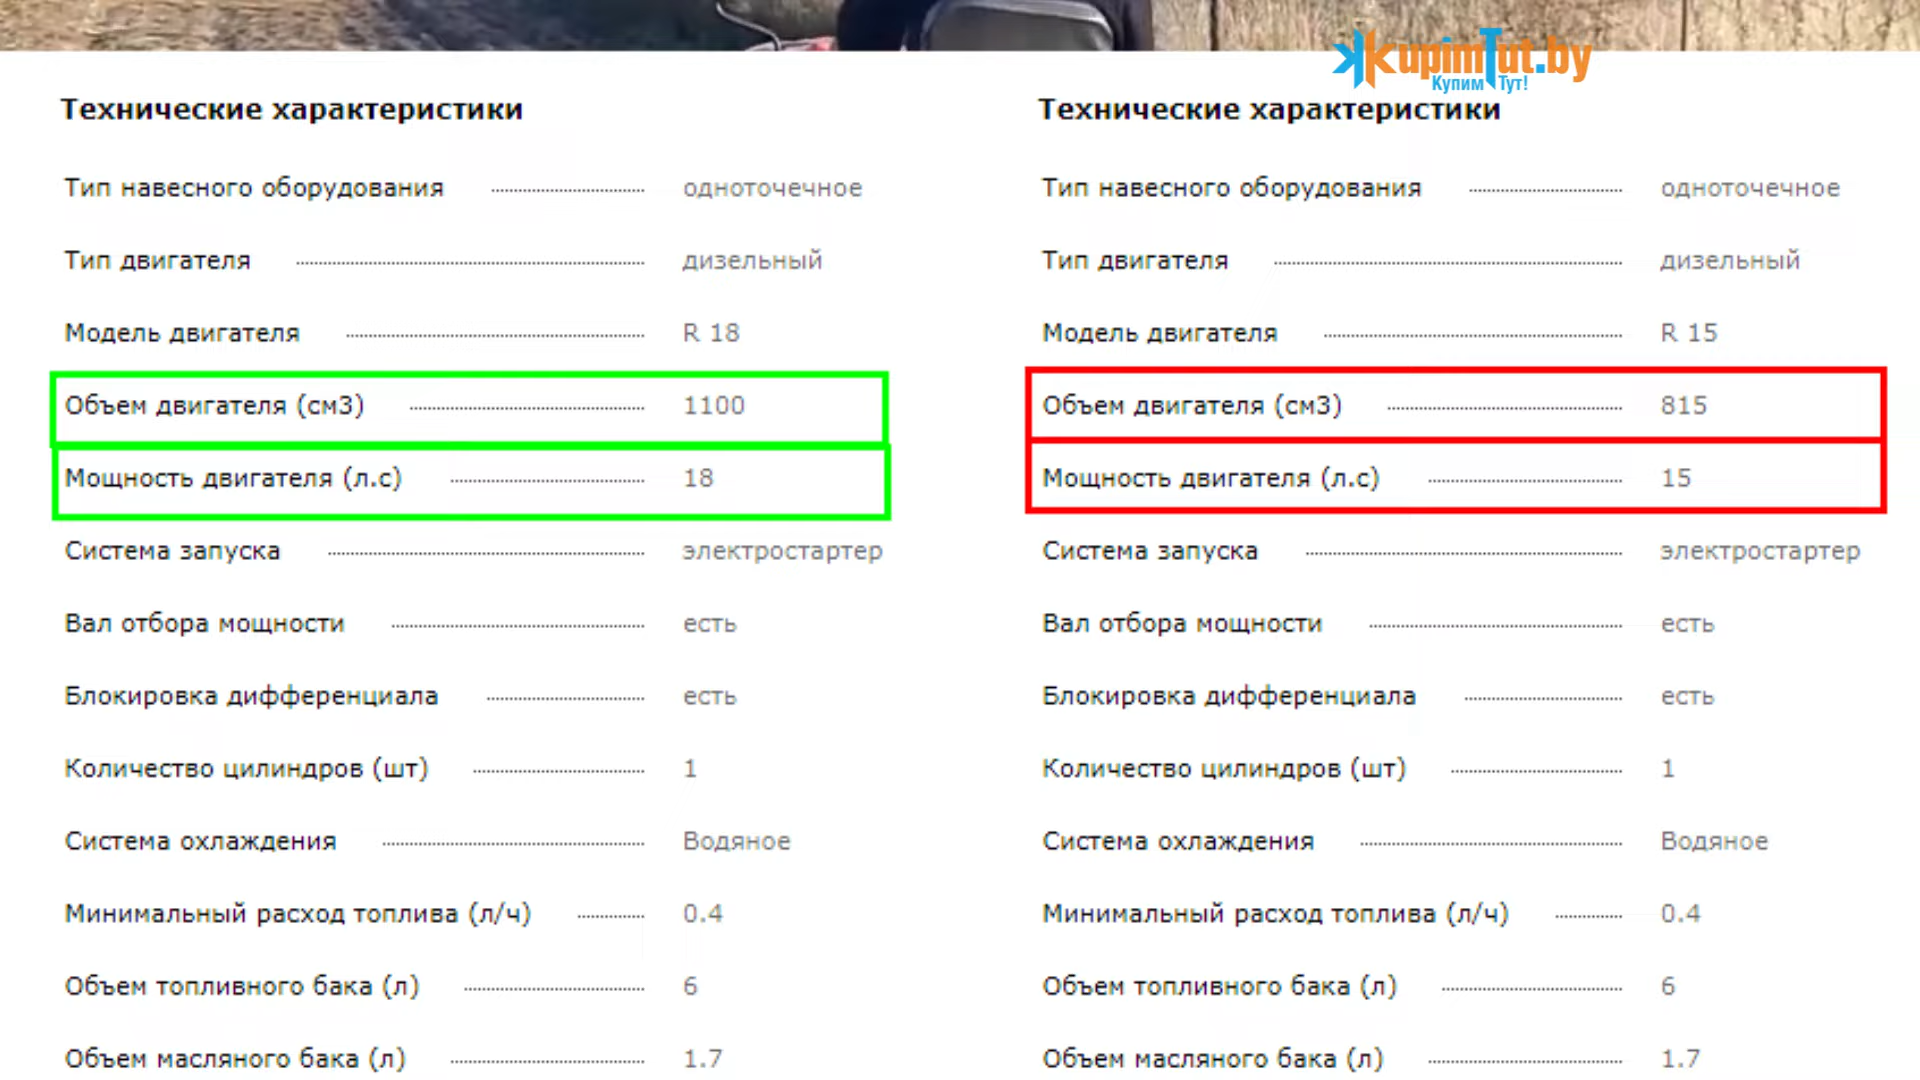 KupimTut.by
Купим Тут!
Технические характеристики
Тип навесного оборудования одноточечное
Тип двигателя дизельный
Модель двигателя R 18
Объем двигателя (см3) 1100
Мощность двигателя (л.с) 18
Система запуска электростартер
Вал отбора мощности есть
Блокировка дифференциала есть
Количество цилиндров (шт) 1
Система охлаждения Водяное
Минимальный расход топлива (л/ч) 0.4
Объем топливного бака (л) 6
Объем масляного бака (л) 1.7
Технические характеристики
Тип навесного оборудования одноточечное
Тип двигателя дизельный
Модель двигателя R 15
Объем двигателя (см3) 815
Мощность двигателя (л.с) 15
Система запуска электростартер
Вал отбора мощности есть
Блокировка дифференциала есть
Количество цилиндров (шт) 1
Система охлаждения Водяное
Минимальный расход топлива (л/ч) 0.4
Объем топливного бака (л) 6
Объем масляного бака (л) 1.7